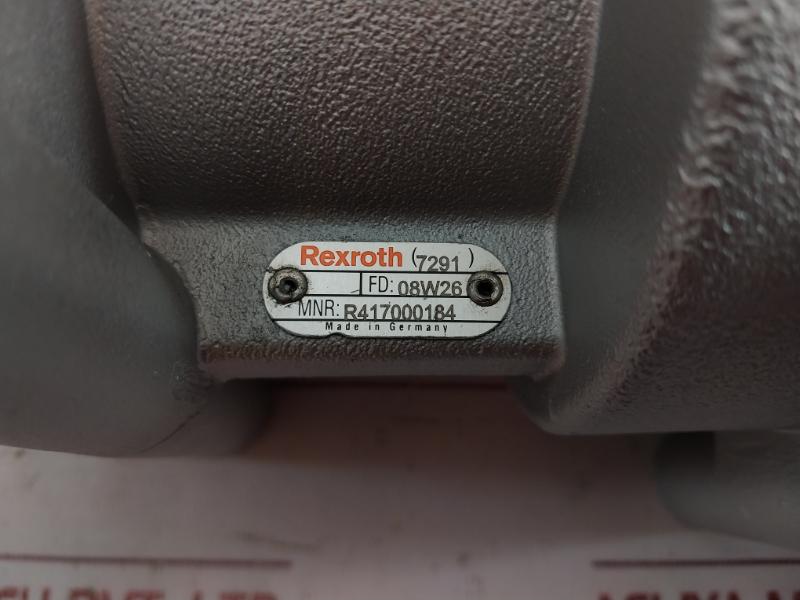 Rexroth (7291)
FD: 08W26
MNR: R417000184
Made in Germany